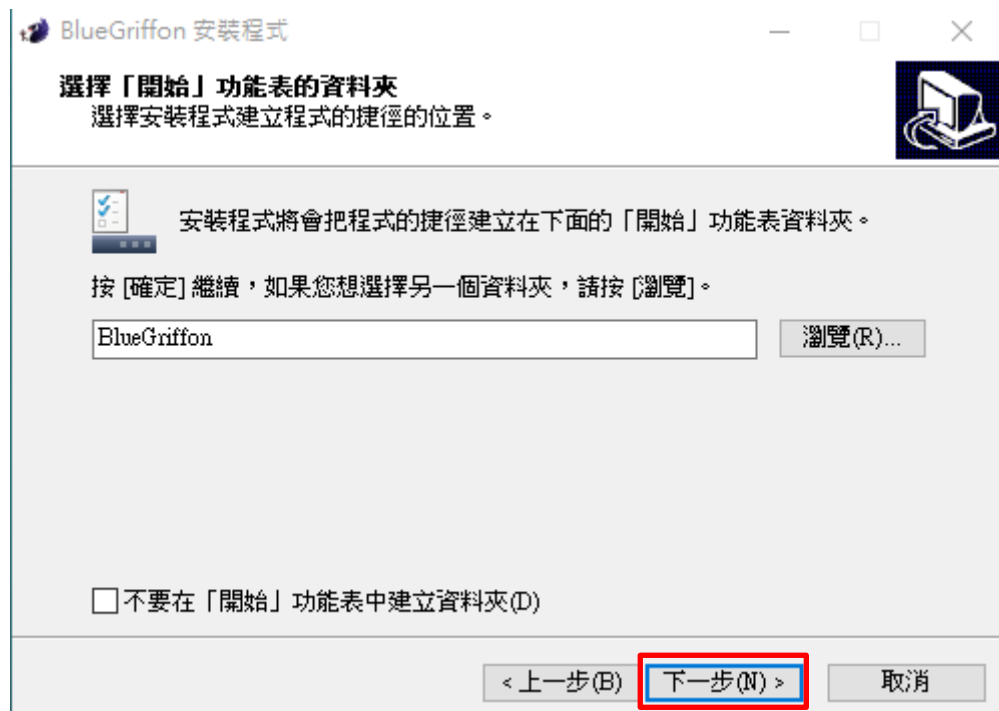 BlueGriffon 安裝程式
選擇「開始」功能表的資料夾
選擇安裝程式建立程式的捷徑的位置。
安裝程式將會把程式的捷徑建立在下面的「開始」功能表資料夾。
按 [確定] 繼續，如果您想選擇另一個資料夾，請按 [瀏覽]。
BlueGriffon
瀏覽(R)...
不要在「開始」功能表中建立資料夾(D)
<上一步(B) 下一步(N) > 取消